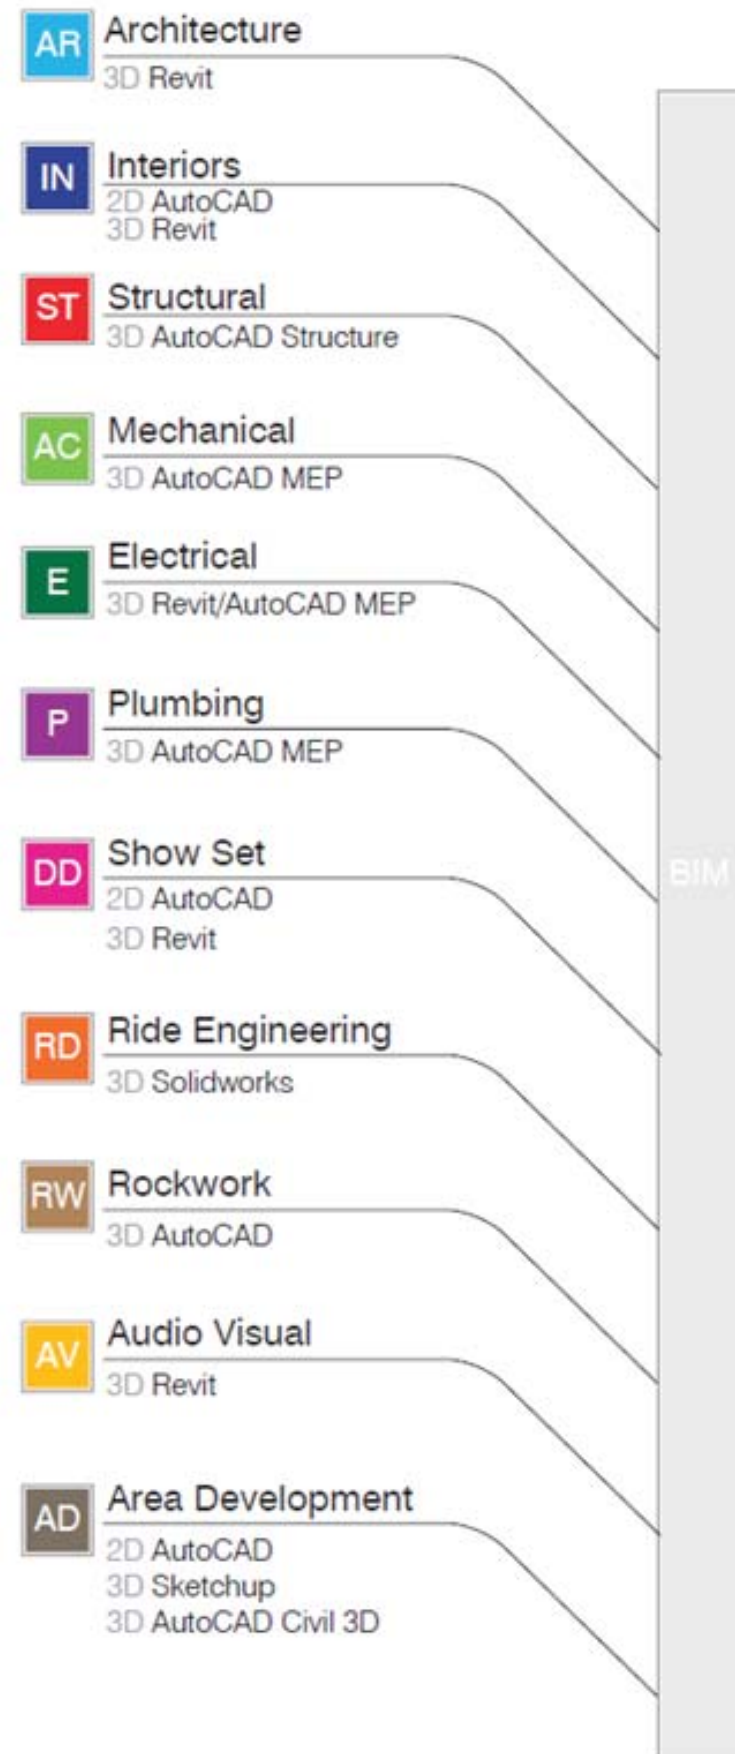 AR Architecture
3D Revit
IN Interiors
2D AutoCAD
3D Revit
ST Structural
3D AutoCAD Structure
AC Mechanical
3D AutoCAD MEP
E Electrical
3D Revit/AutoCAD MEP
P Plumbing
3D AutoCAD MEP
DD Show Set
2D AutoCAD
3D Revit
BIM
RD Ride Engineering
3D Solidworks
RW Rockwork
3D AutoCAD
AV Audio Visual
3D Revit
AD Area Development
2D AutoCAD
3D Sketchup
3D AutoCAD Civil 3D